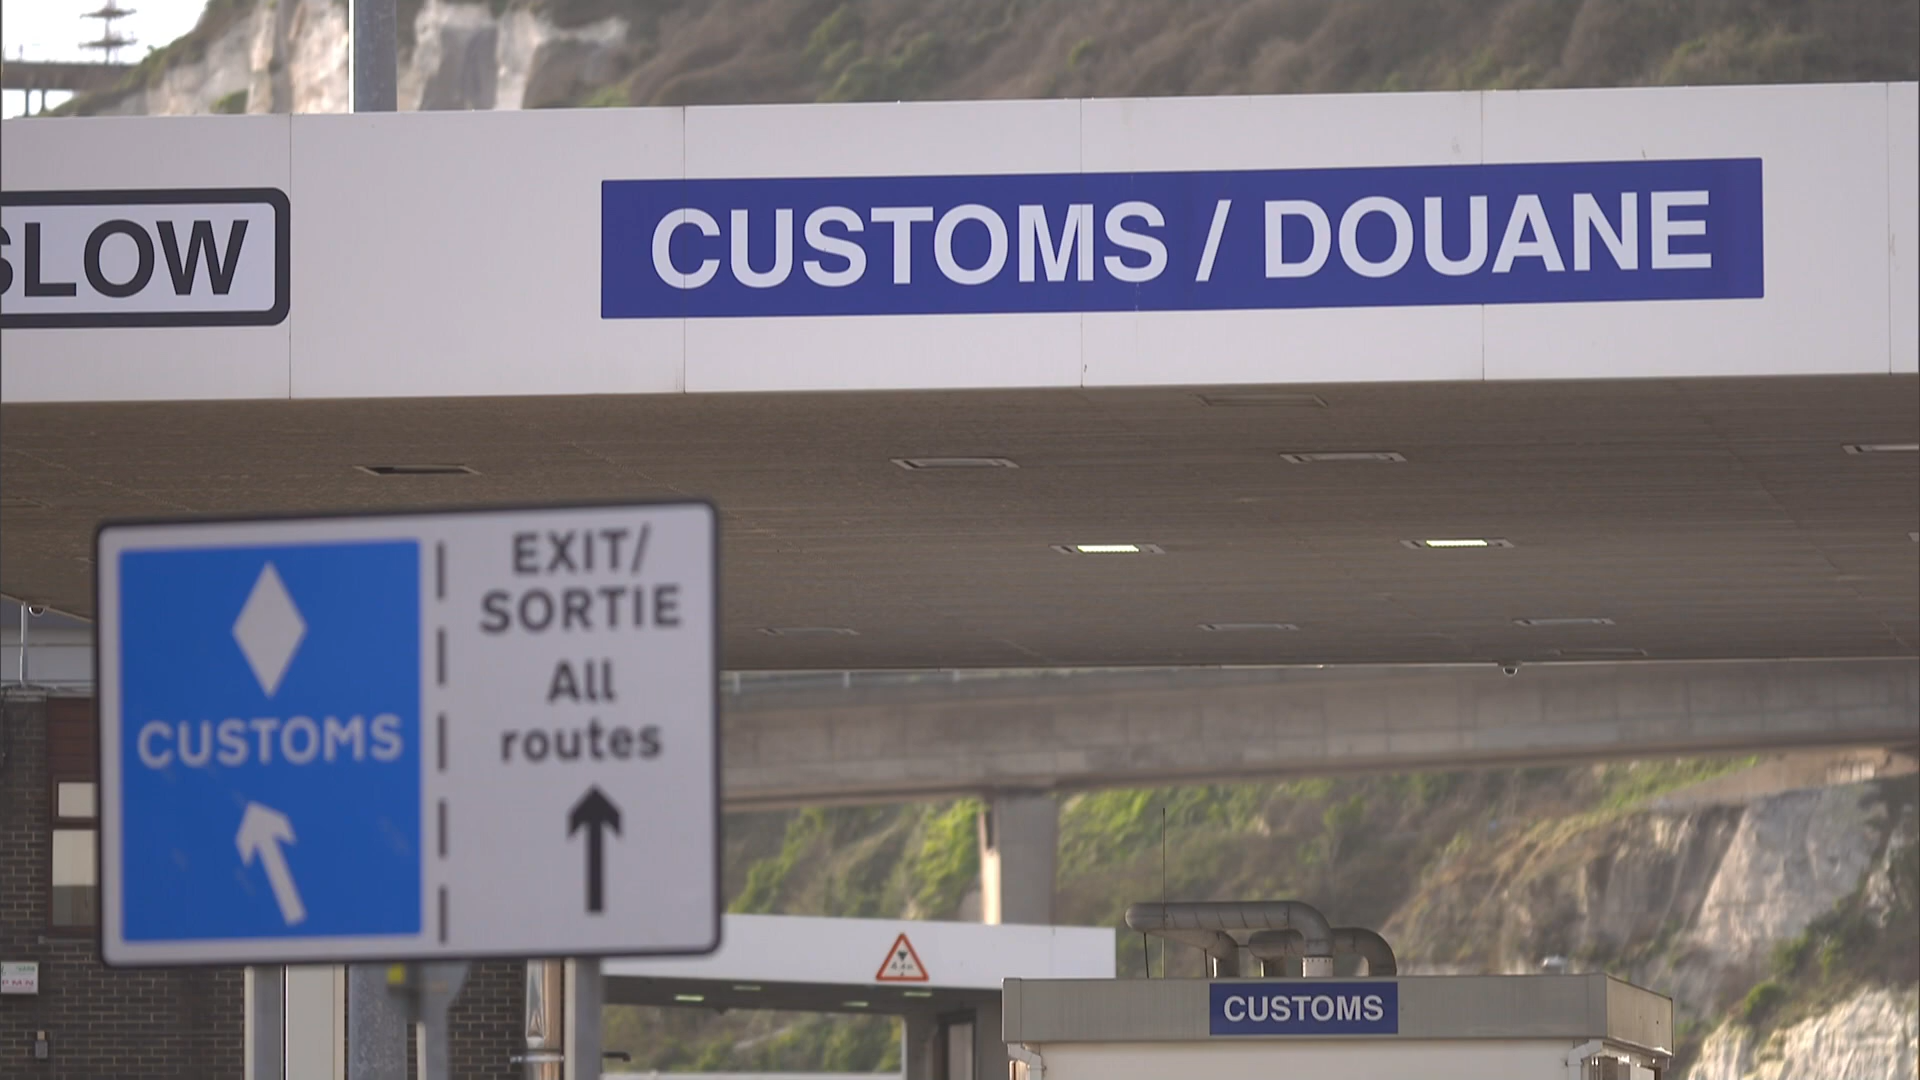 SLOW
CUSTOMS / DOUANE
EXIT/
SORTIE
All
routes
CUSTOMS
CUSTOMS